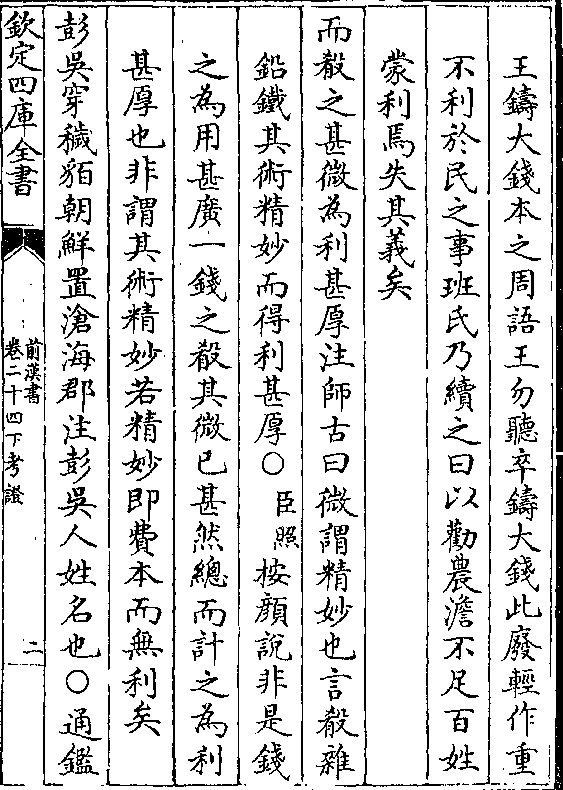 王鑄大錢本之周語王勿聽卒鑄大錢此廢輕作重
不利於民之事班氏乃續之曰以勸農澹不足百姓
蒙利焉失其義矣
而殽之甚微為利甚厚注師古曰微謂精妙也言殽雜
鉛鐵其術精妙而得利甚厚○臣照按顔說非是錢
之為用甚廣一錢之殽其微已甚然總而計之為利
甚厚也非謂其術精妙若精妙即費本而無利矣
彭吳穿穢貊朝鮮置滄海郡注彭吳人姓名也○通鑑
欽定四庫全書
前漢書
卷二十四下考證
二